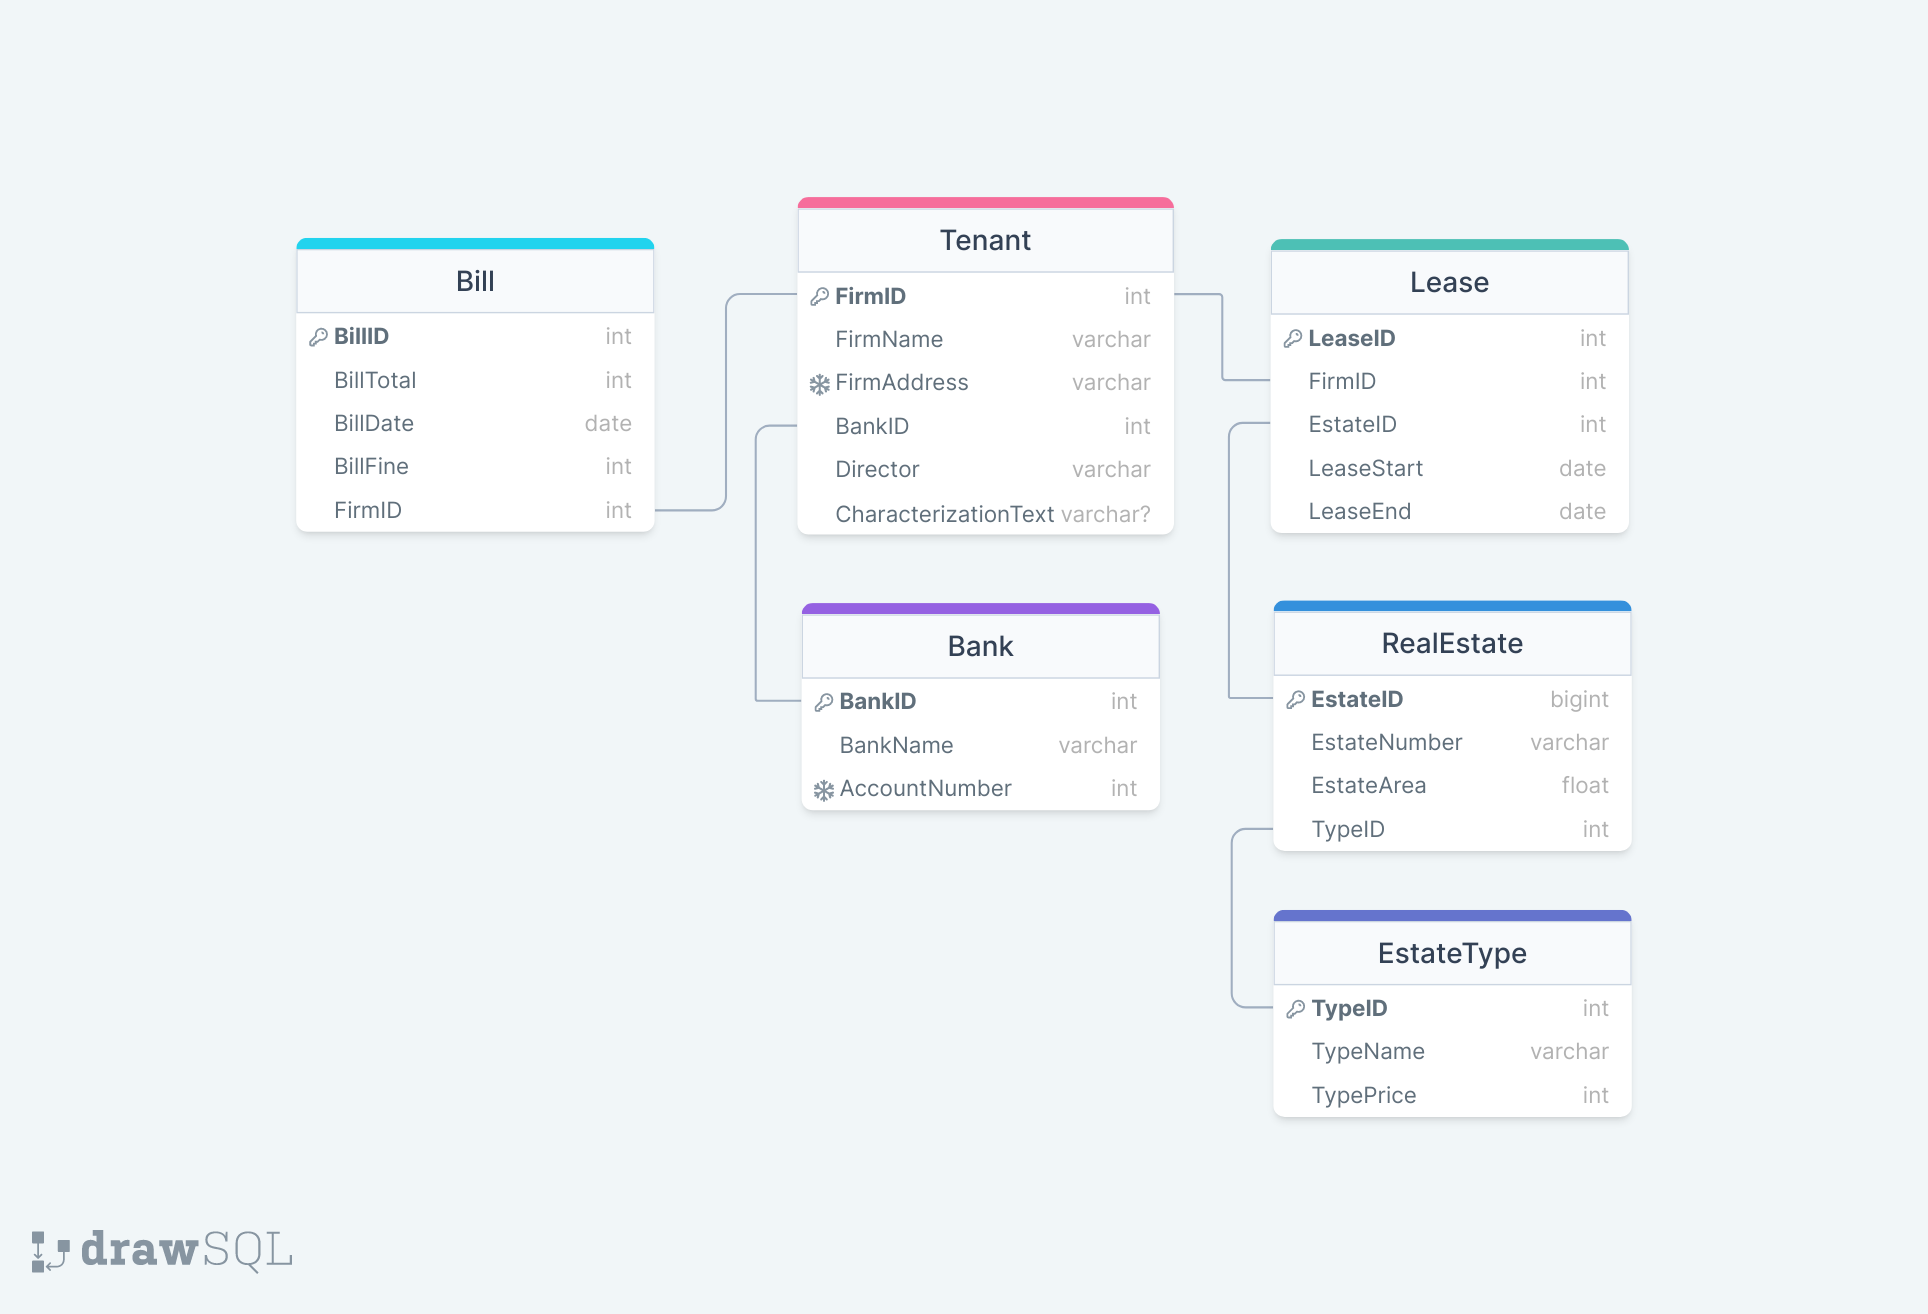 Bill
BillID int
BillTotal int
BillDate date
BillFine int
FirmID int
Tenant
FirmID int
FirmName varchar
FirmAddress varchar
BankID int
Director varchar
CharacterizationText varchar?
Lease
LeaseID int
FirmID int
EstateID int
LeaseStart date
LeaseEnd date
Bank
BankID int
BankName varchar
AccountNumber int
RealEstate
EstateID bigint
EstateNumber varchar
EstateArea float
TypeID int
EstateType
TypeID int
TypeName varchar
TypePrice int
drawSQL